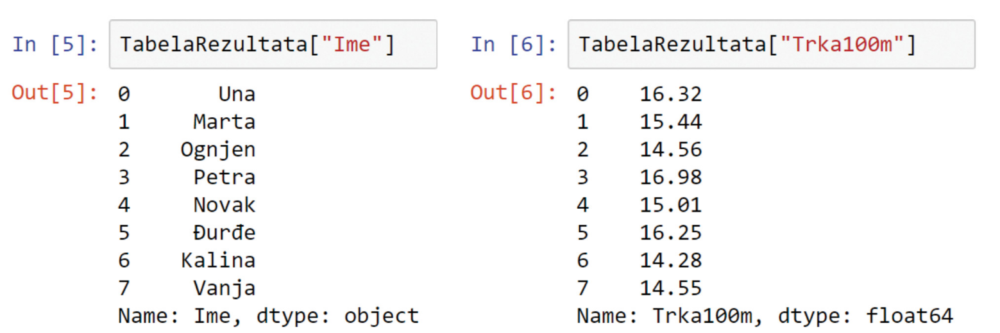 In [5]: TabelaRezultata["Ime"]
Out[5]: 0 Una
1 Marta
2 Ognjen
3 Petra
4 Novak
5 Đurđe
6 Kalina
7 Vanja
Name: Ime, dtype: object
In [6]: TabelaRezultata["Trka100m"]
Out[6]: 0 16.32
1 15.44
2 14.56
3 16.98
4 15.01
5 16.25
6 14.28
7 14.55
Name: Trka100m, dtype: float64